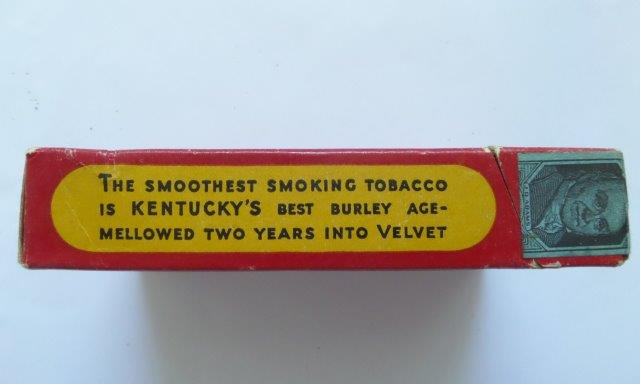 THE SMOOTHEST SMOKING TOBACCO
IS KENTUCKY'S BEST BURLEY AGE-
MELLOWED TWO YEARS INTO VELVET